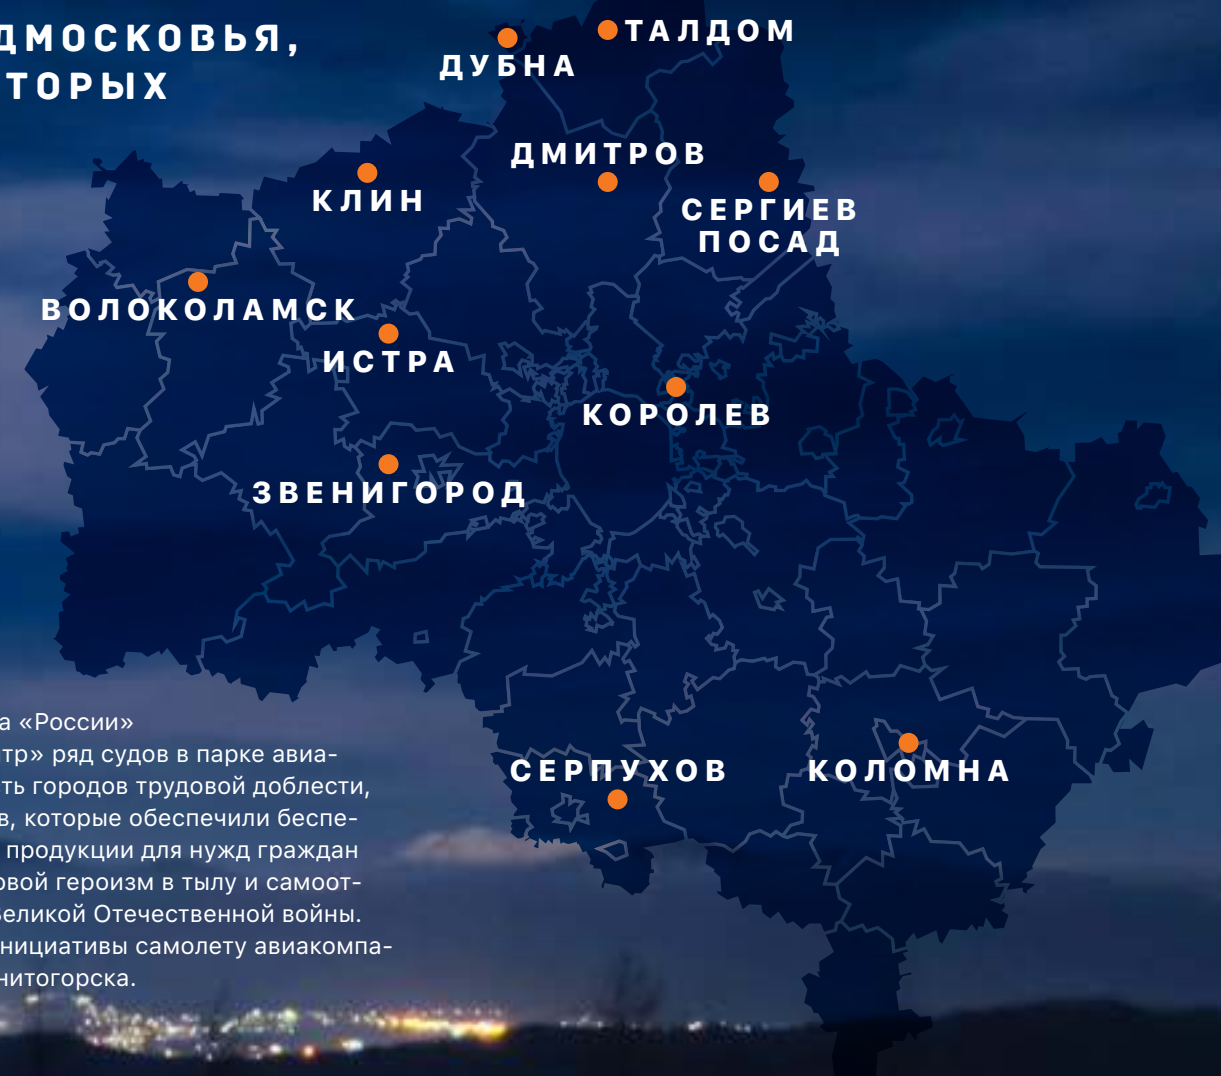 ДМОСКОВЬЯ,
ТОРЫХ
ТАЛДОМ
ДУБНА
ДМИТРОВ
КЛИН
СЕРГИЕВ
ПОСАД
ВОЛОКОЛАМСК
ИСТРА
КОРОЛЕВ
ЗВЕНИГОРОД
СЕРПУХОВ
КОЛОМНА
а «России»
тр» ряд судов в парке авиа-
ть городов трудовой доблести,
в, которые обеспечили беспе-
продукции для нужд граждан
овой героизм в тылу и самоот-
Великой Отечественной войны.
нициативы самолету авиакомпа-
нитогорска.